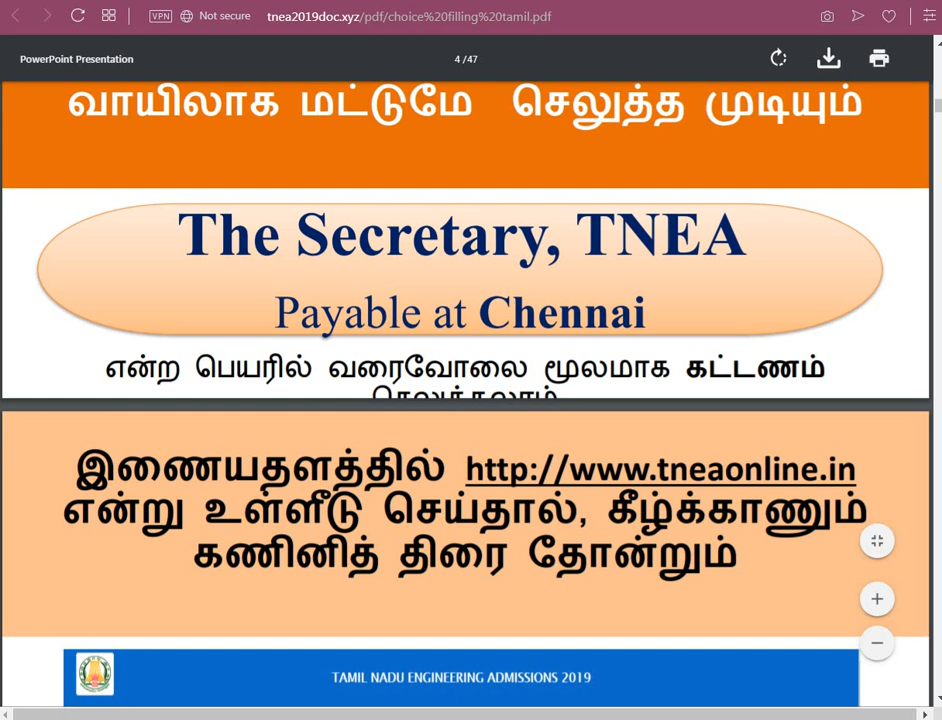 VPN
Not secure
tnea2019doc.xyz/pdf/choice%20filling%20tamil.pdf
PowerPoint Presentation
4 / 47
வாயிலாக மட்டுமே செலுத்த முடியும்
The Secretary, TNEA
Payable at Chennai
என்ற பெயரில் வரைவோலை மூலமாக கட்டணம்
செலுத்தலாம்
இணையதளத்தில் http://www.tneaonline.in
என்று உள்ளீடு செய்தால், கீழ்க்காணும்
கணினித் திரை தோன்றும்
TAMIL NADU ENGINEERING ADMISSIONS 2019